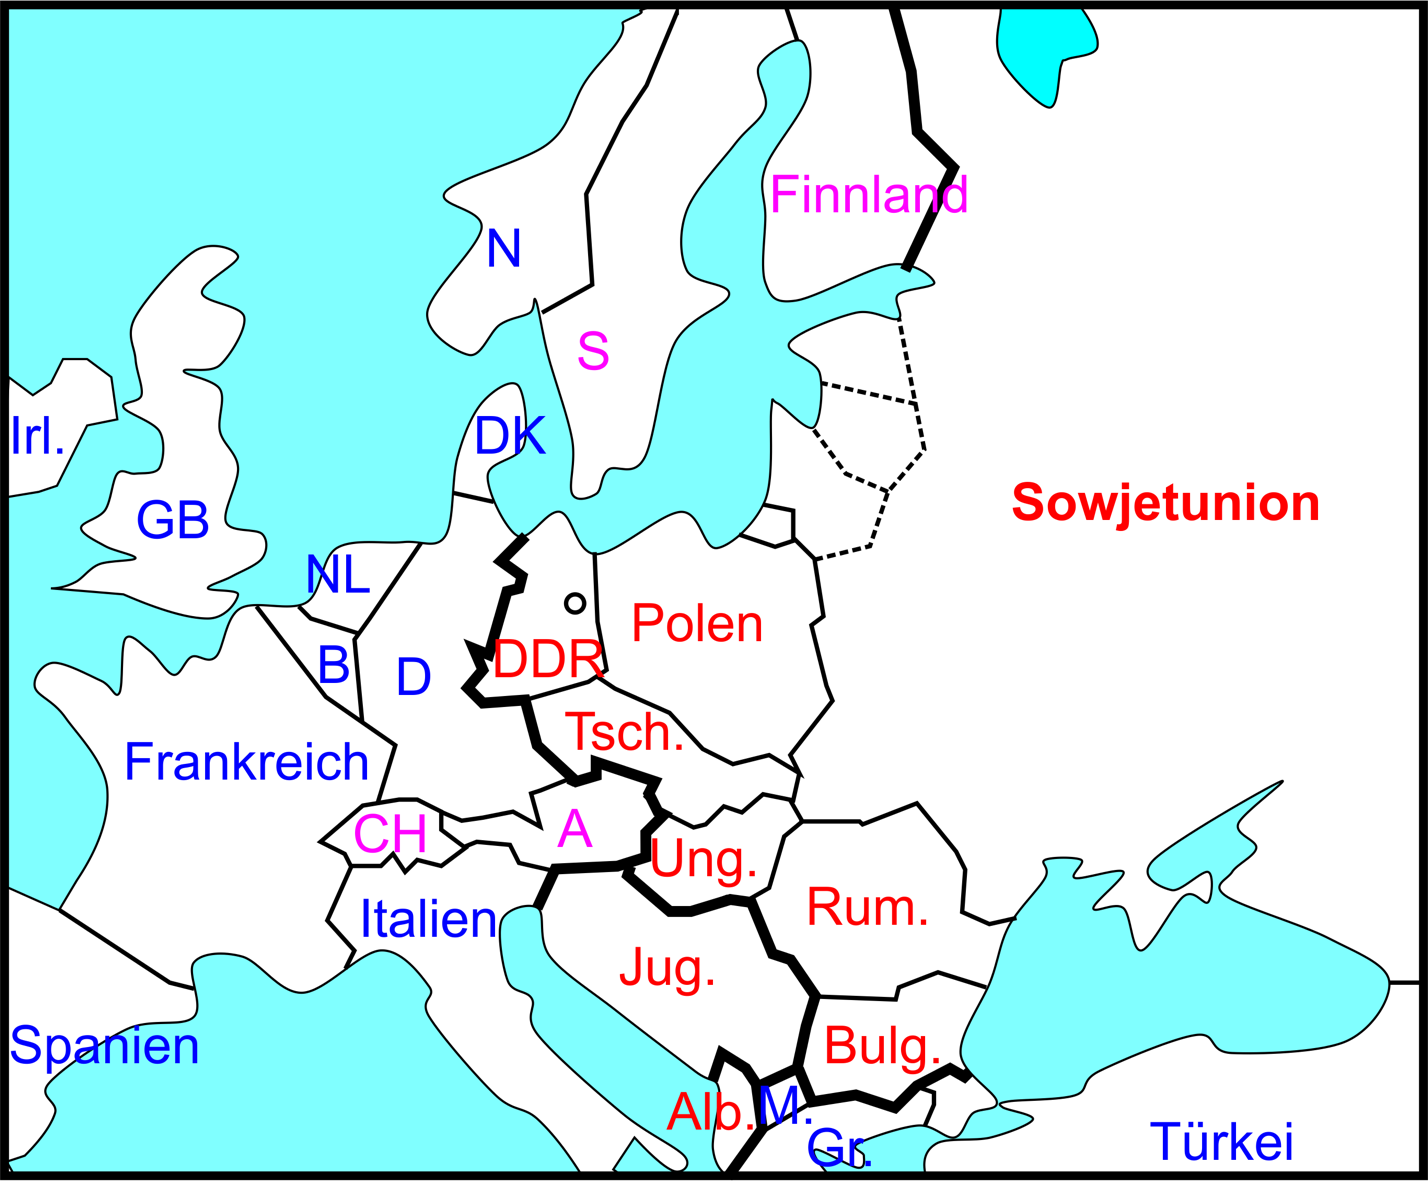 Finnland
N
S
Irl.
DK
GB
Sowjetunion
NL
Polen
B
D
DDR
Tsch.
Frankreich
CH
A
Ung.
Italien
Rum.
Jug.
Spanien
Bulg.
Alb.
M.
Gr.
Türkei